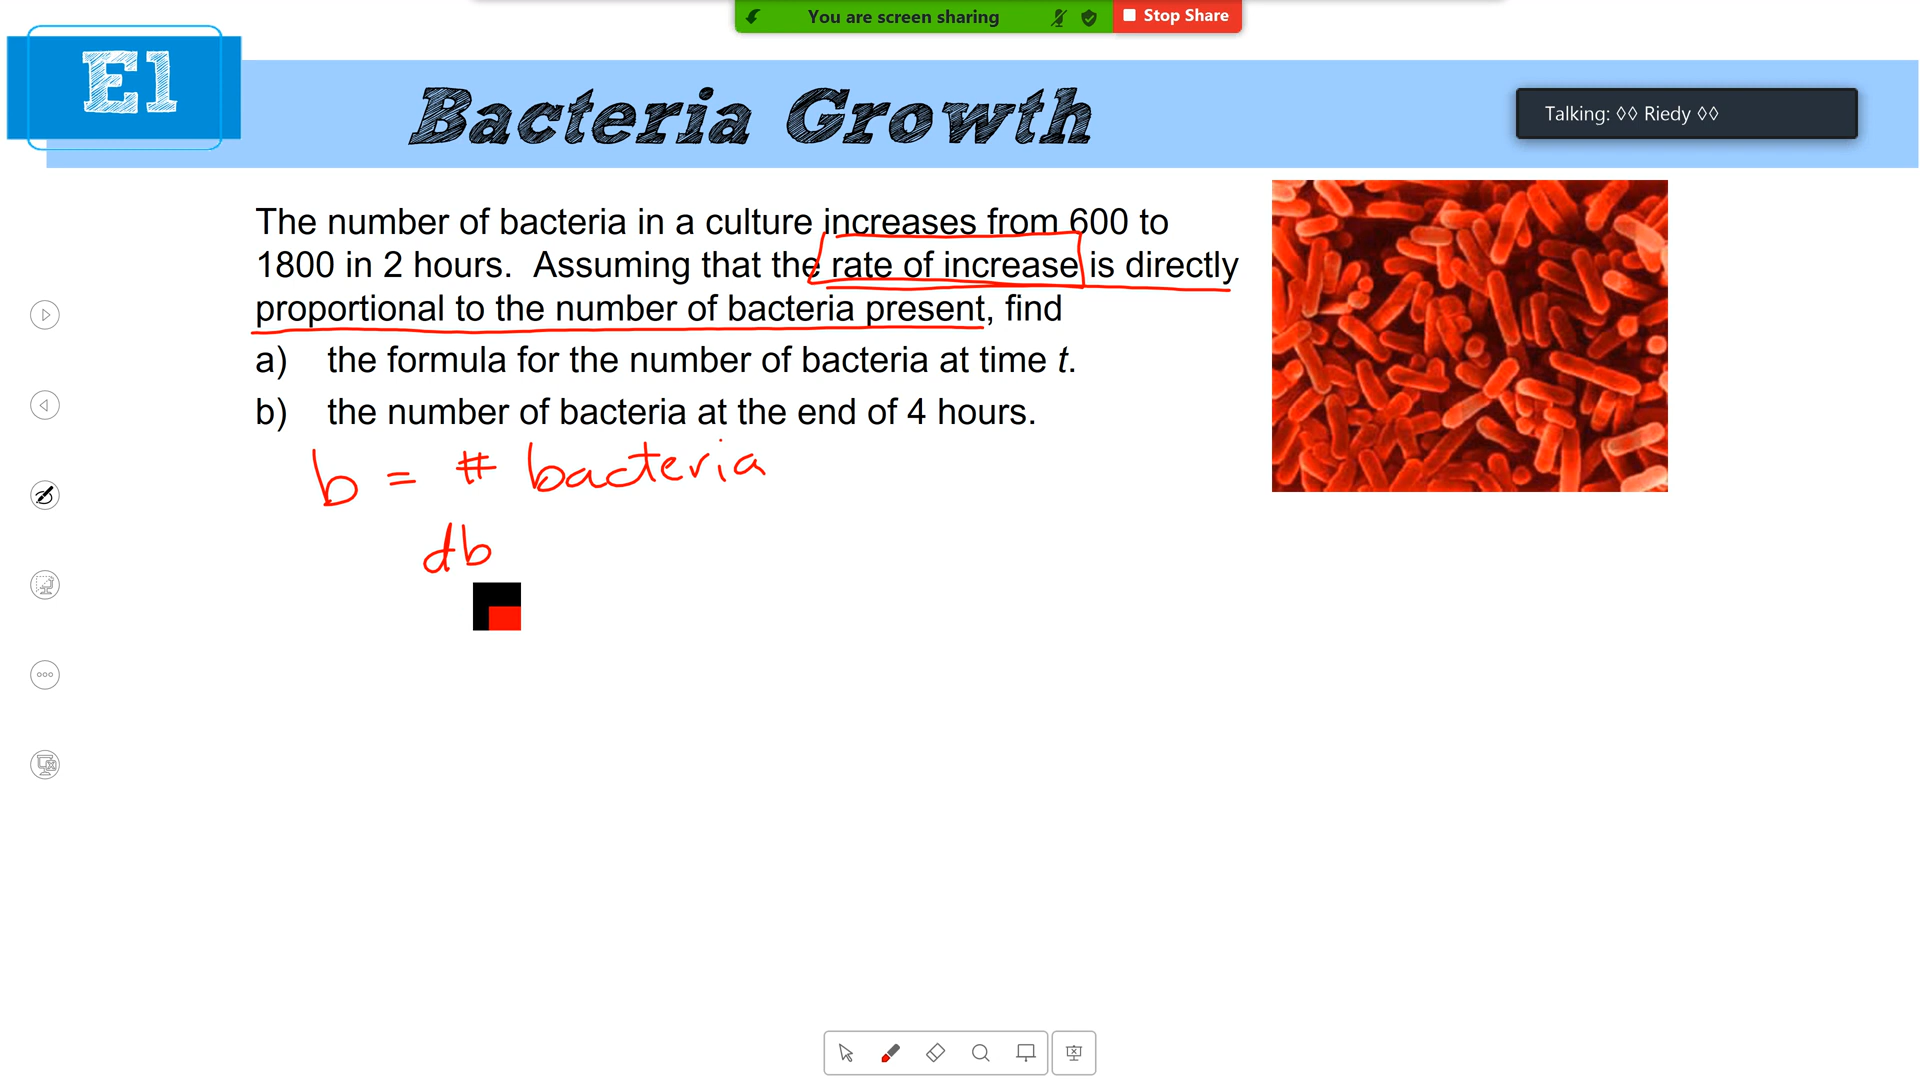 You are screen sharing
Stop Share
E1
Bacteria Growth
Talking: ◊◊ Riedy ◊◊
The number of bacteria in a culture increases from 600 to
1800 in 2 hours. Assuming that the rate of increase is directly
proportional to the number of bacteria present, find
a) the formula for the number of bacteria at time t.
b) the number of bacteria at the end of 4 hours.
b = # bacteria
db